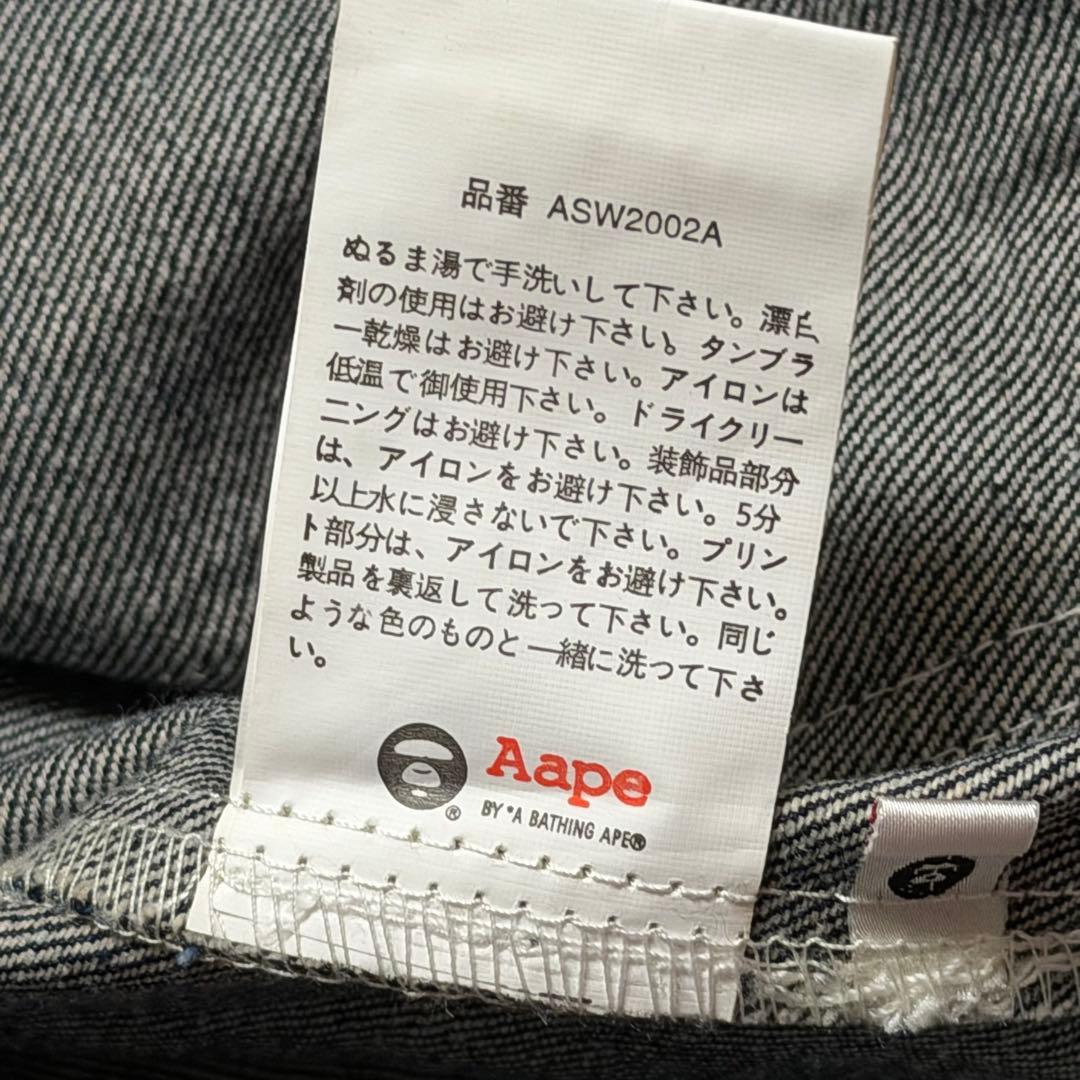 品番 ASW2002A
ぬるま湯で手洗いして下さい。漂白
剤の使用はお避け下さい。タンブラ
ー乾燥はお避け下さい。アイロンは
低温で御使用下さい。ドライクリー
ニングはお避け下さい。装飾品部分
は、アイロンをお避け下さい。5分
以上水に浸さないで下さい。プリン
ト部分は、アイロンをお避け下さい。
製品を裏返して洗って下さい。同じ
ような色のものと一緒に洗って下さ
い。
Aape
® BY *A BATHING APE®